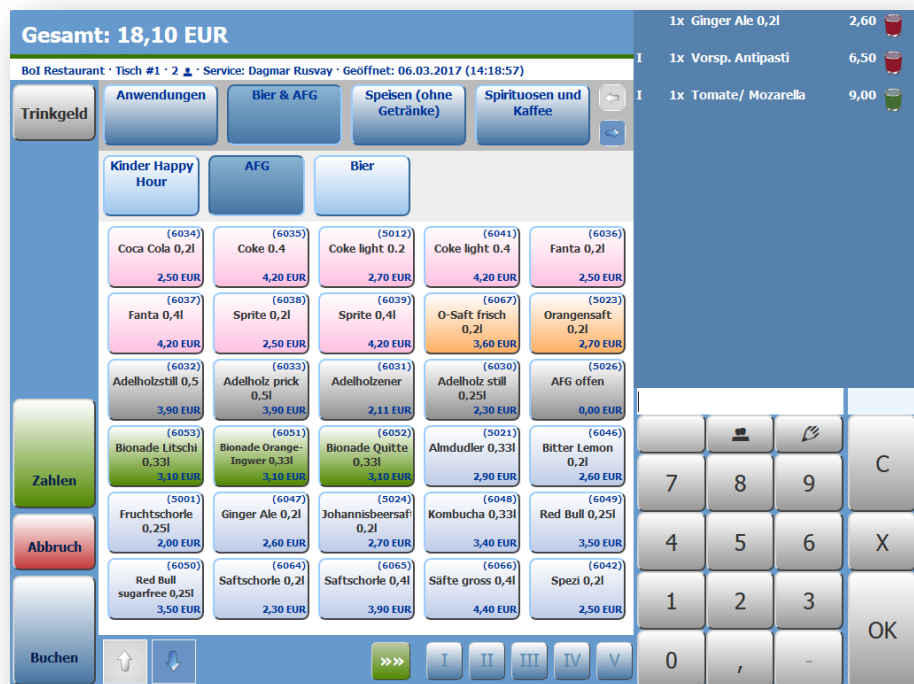 Gesamt: 18,10 EUR
BoI Restaurant · Tisch #1 · 2 · Service: Dagmar Rusvay · Geöffnet: 06.03.2017 (14:18:57)
1x Ginger Ale 0,2l 2,60
I 1x Vorsp. Antipasti 6,50
I 1x Tomate/ Mozarella 9,00
Trinkgeld
Anwendungen
Bier & AFG
Speisen (ohne
Getränke)
Spirituosen und
Kaffee
Kinder Happy
Hour
AFG
Bier
(6034)
Coca Cola 0,2l
2,50 EUR
(6035)
Coke 0.4
4,20 EUR
(5012)
Coke light 0.2
2,70 EUR
(6041)
Coke light 0.4
4,20 EUR
(6036)
Fanta 0,2l
2,50 EUR
(6037)
Fanta 0,4l
4,20 EUR
(6038)
Sprite 0,2l
2,50 EUR
(6039)
Sprite 0,4l
4,20 EUR
(6067)
O-Saft frisch
0,2l
3,60 EUR
(5023)
Orangensaft
0,2l
2,70 EUR
(6032)
Adelholzstill 0,5
3,90 EUR
(6033)
Adelholz prick
0,5l
3,90 EUR
(6031)
Adelholzener
2,11 EUR
(6030)
Adelholz still
0,25l
2,30 EUR
(5026)
AFG offen
0,00 EUR
(6053)
Bionade Litschi
0,33l
3,10 EUR
(6051)
Bionade Orange-
Ingwer 0,33l
3,10 EUR
(6052)
Bionade Quitte
0,33l
3,10 EUR
(5021)
Almdudler 0,33l
2,90 EUR
(6046)
Bitter Lemon
0,2l
2,60 EUR
(5001)
Fruchtschorle
0,25l
2,00 EUR
(6047)
Ginger Ale 0,2l
2,60 EUR
(5024)
Johannisbeersaft
0,2l
2,70 EUR
(6048)
Kombucha 0,33l
3,40 EUR
(6049)
Red Bull 0,25l
3,50 EUR
(6050)
Red Bull
sugarfree 0,25l
3,50 EUR
(6064)
Saftschorle 0,2l
2,30 EUR
(6065)
Saftschorle 0,4l
3,90 EUR
(6066)
Säfte gross 0,4l
4,40 EUR
(6042)
Spezi 0,2l
2,50 EUR
Zahlen
Abbruch
Buchen
»»
I II III IV V
7 8 9 C
4 5 6 X
1 2 3
0 , - OK